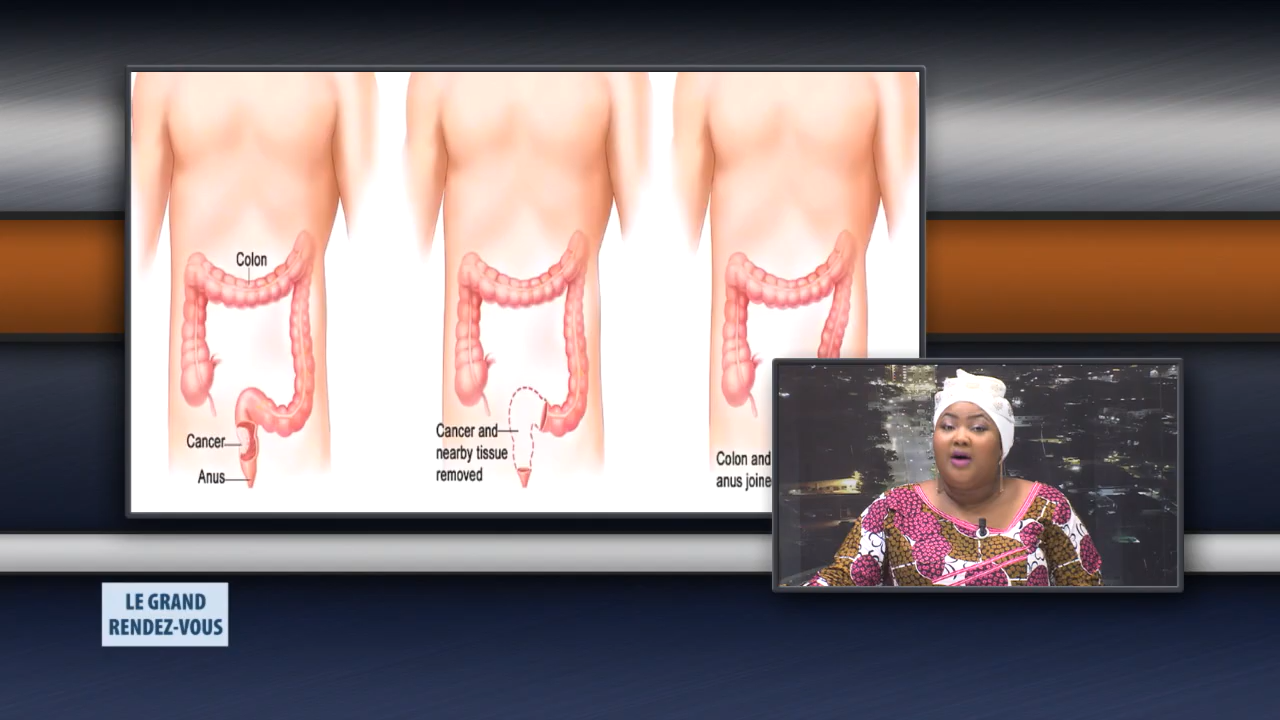 Colon
Cancer
Anus
Cancer and
nearby tissue
removed
Colon and
anus joine
LE GRAND
RENDEZ-VOUS